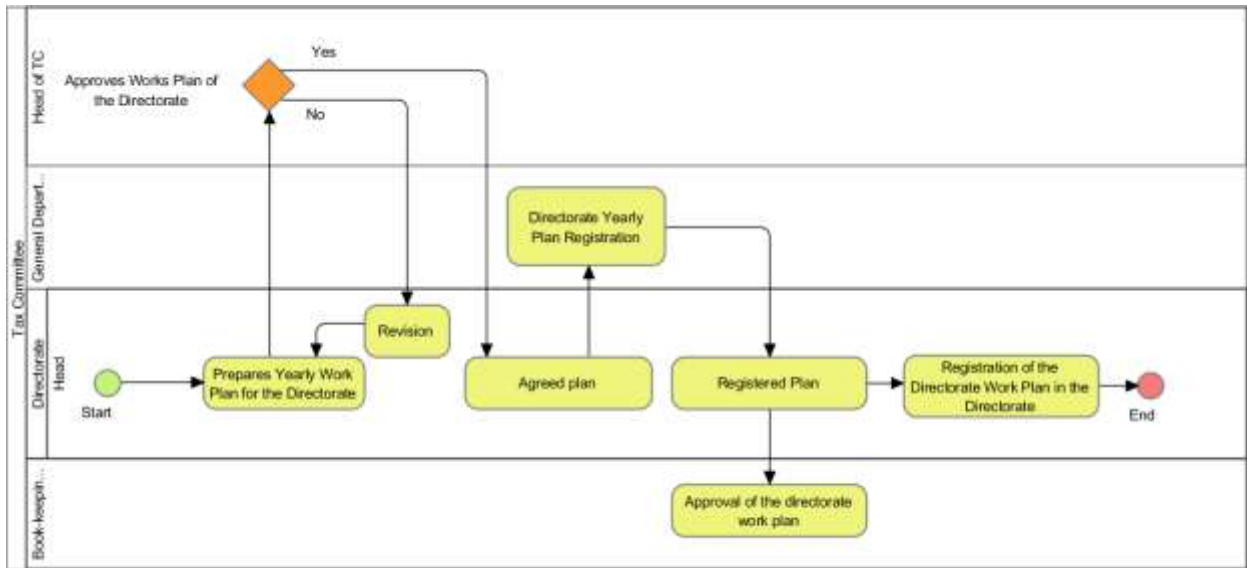 Tax Committee
Head of TC
Approves Works Plan of
the Directorate
Yes
No
General Depart...
Directorate Yearly
Plan Registration
Directorate
Head
Start
Prepares Yearly Work
Plan for the Directorate
Revision
Agreed plan
Registered Plan
Registration of the
Directorate Work Plan in the
Directorate
End
Book-keepin...
Approval of the directorate
work plan